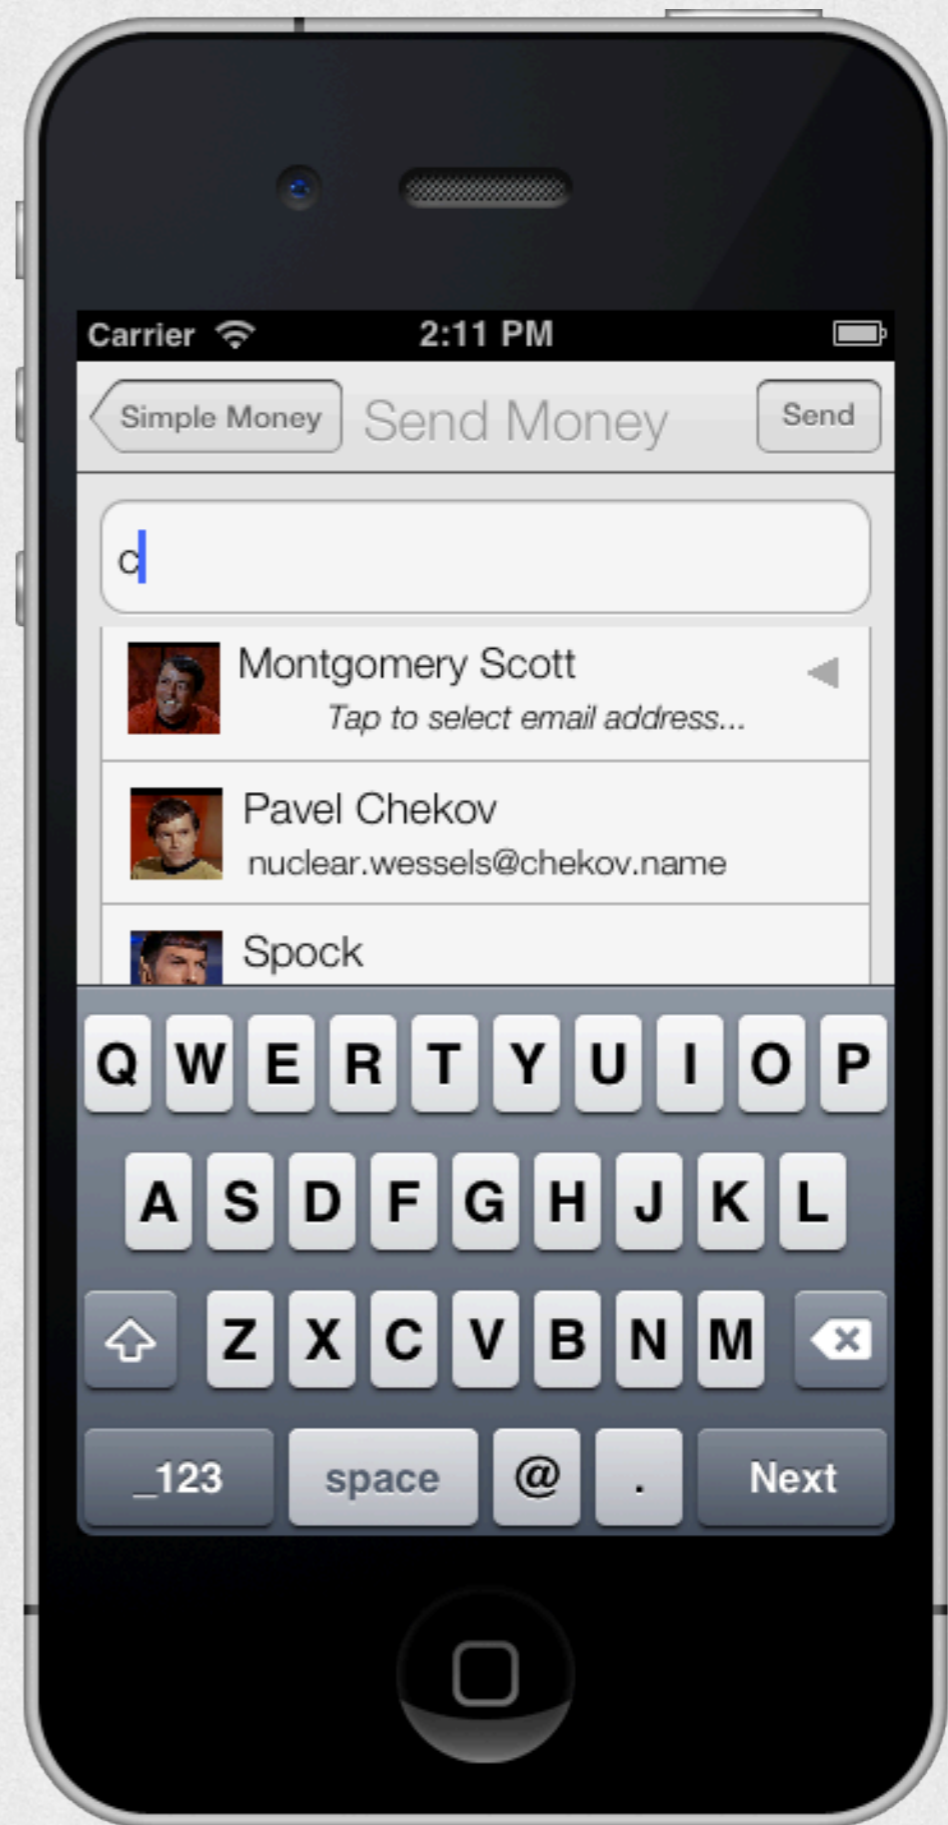 Carrier 2:11 PM
Simple Money Send Money Send
c
Montgomery Scott
Tap to select email address...
Pavel Chekov
nuclear.wessels@chekov.name
Spock
Q W E R T Y U I O P
A S D F G H J K L
Z X C V B N M
_123 space @ . Next